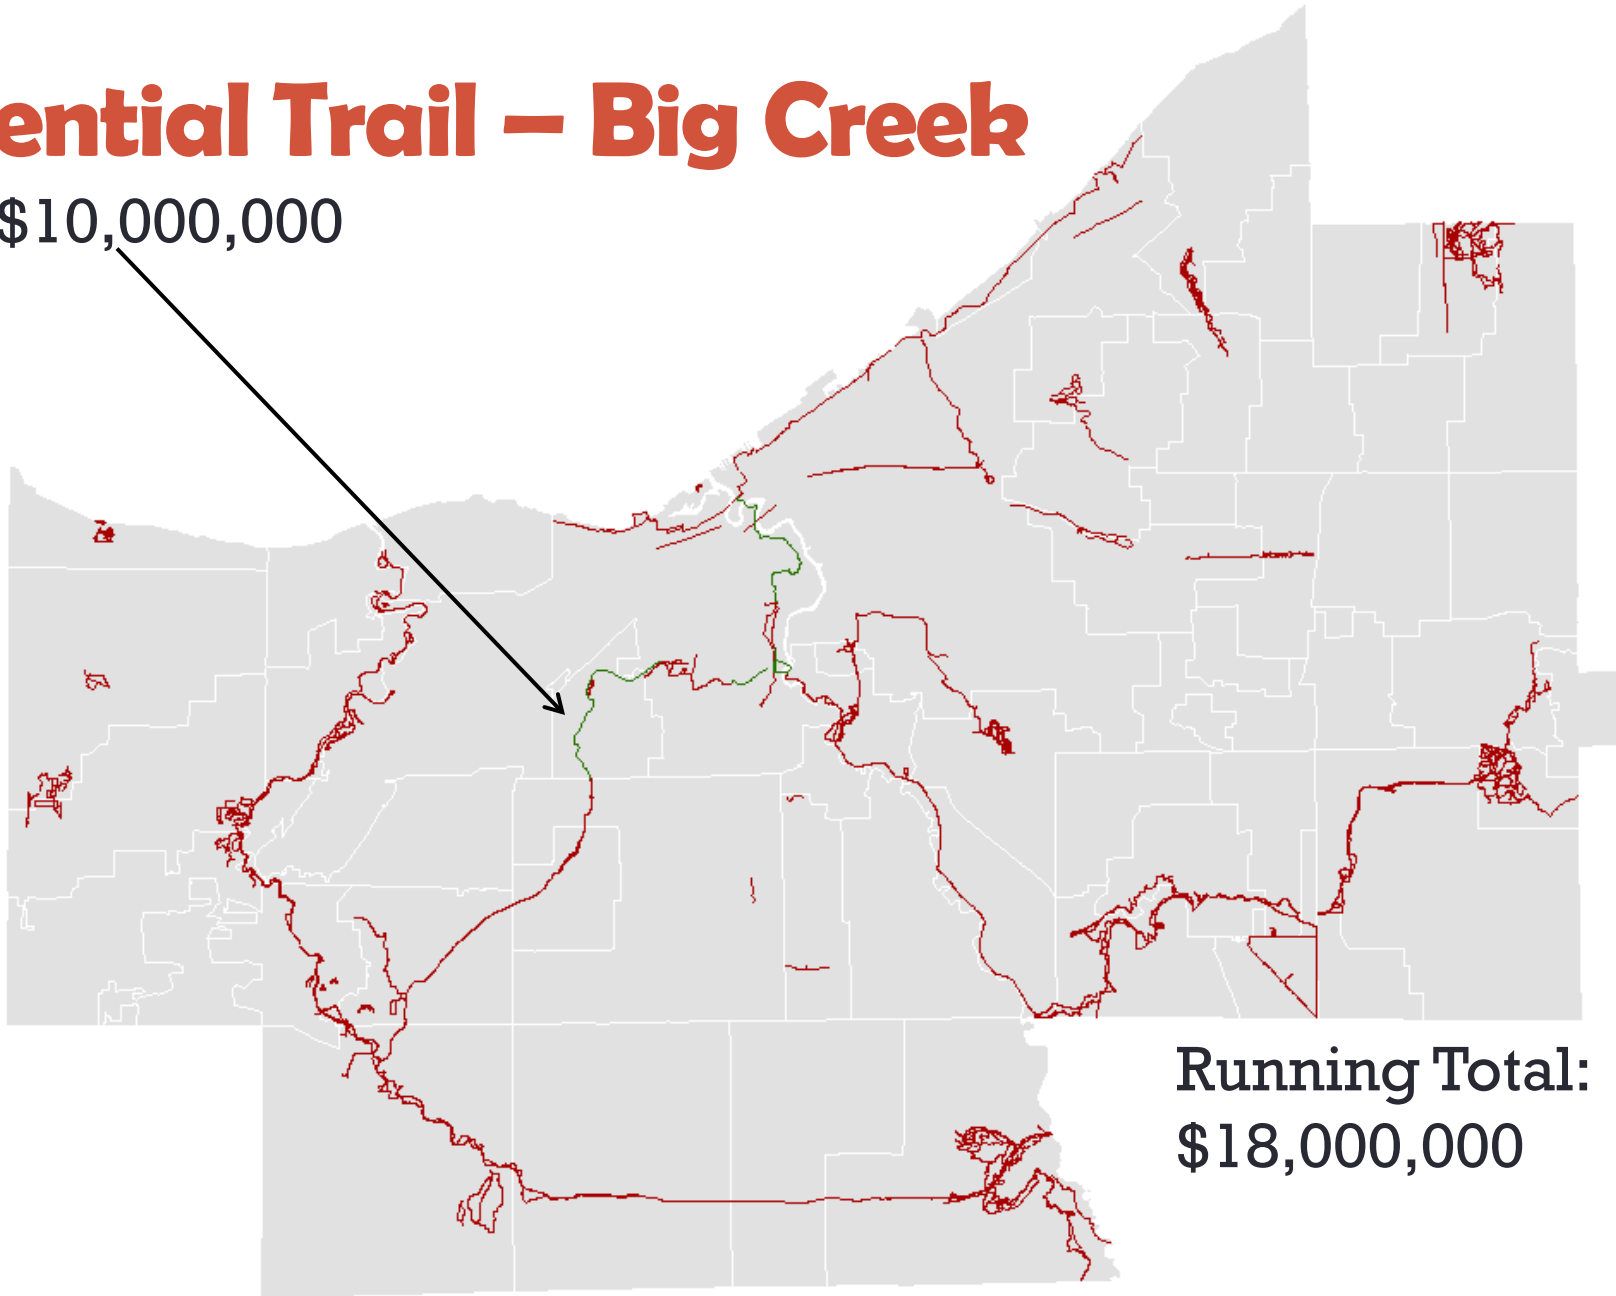 ential Trail – Big Creek
$10,000,000
Running Total:
$18,000,000